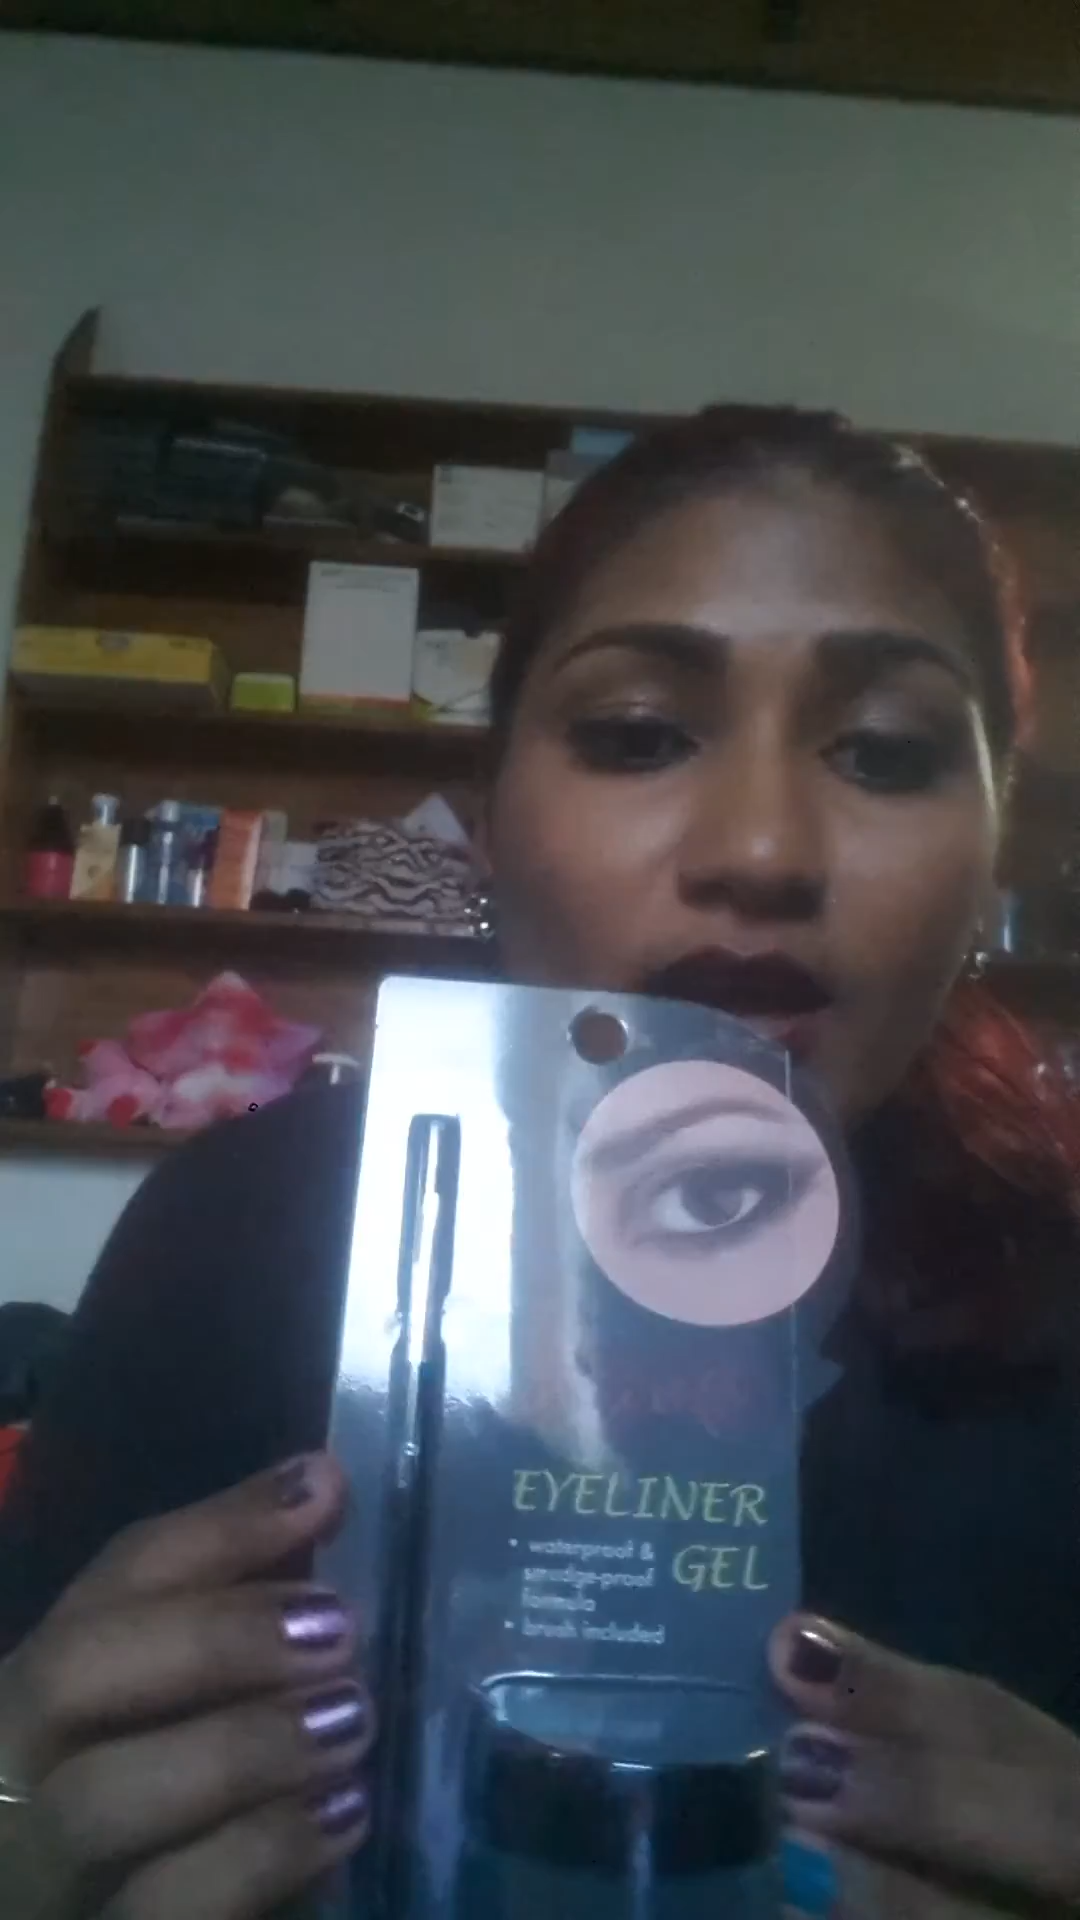 EYELINER
GEL
• waterproof &
smudge-proof
formula
• brush included